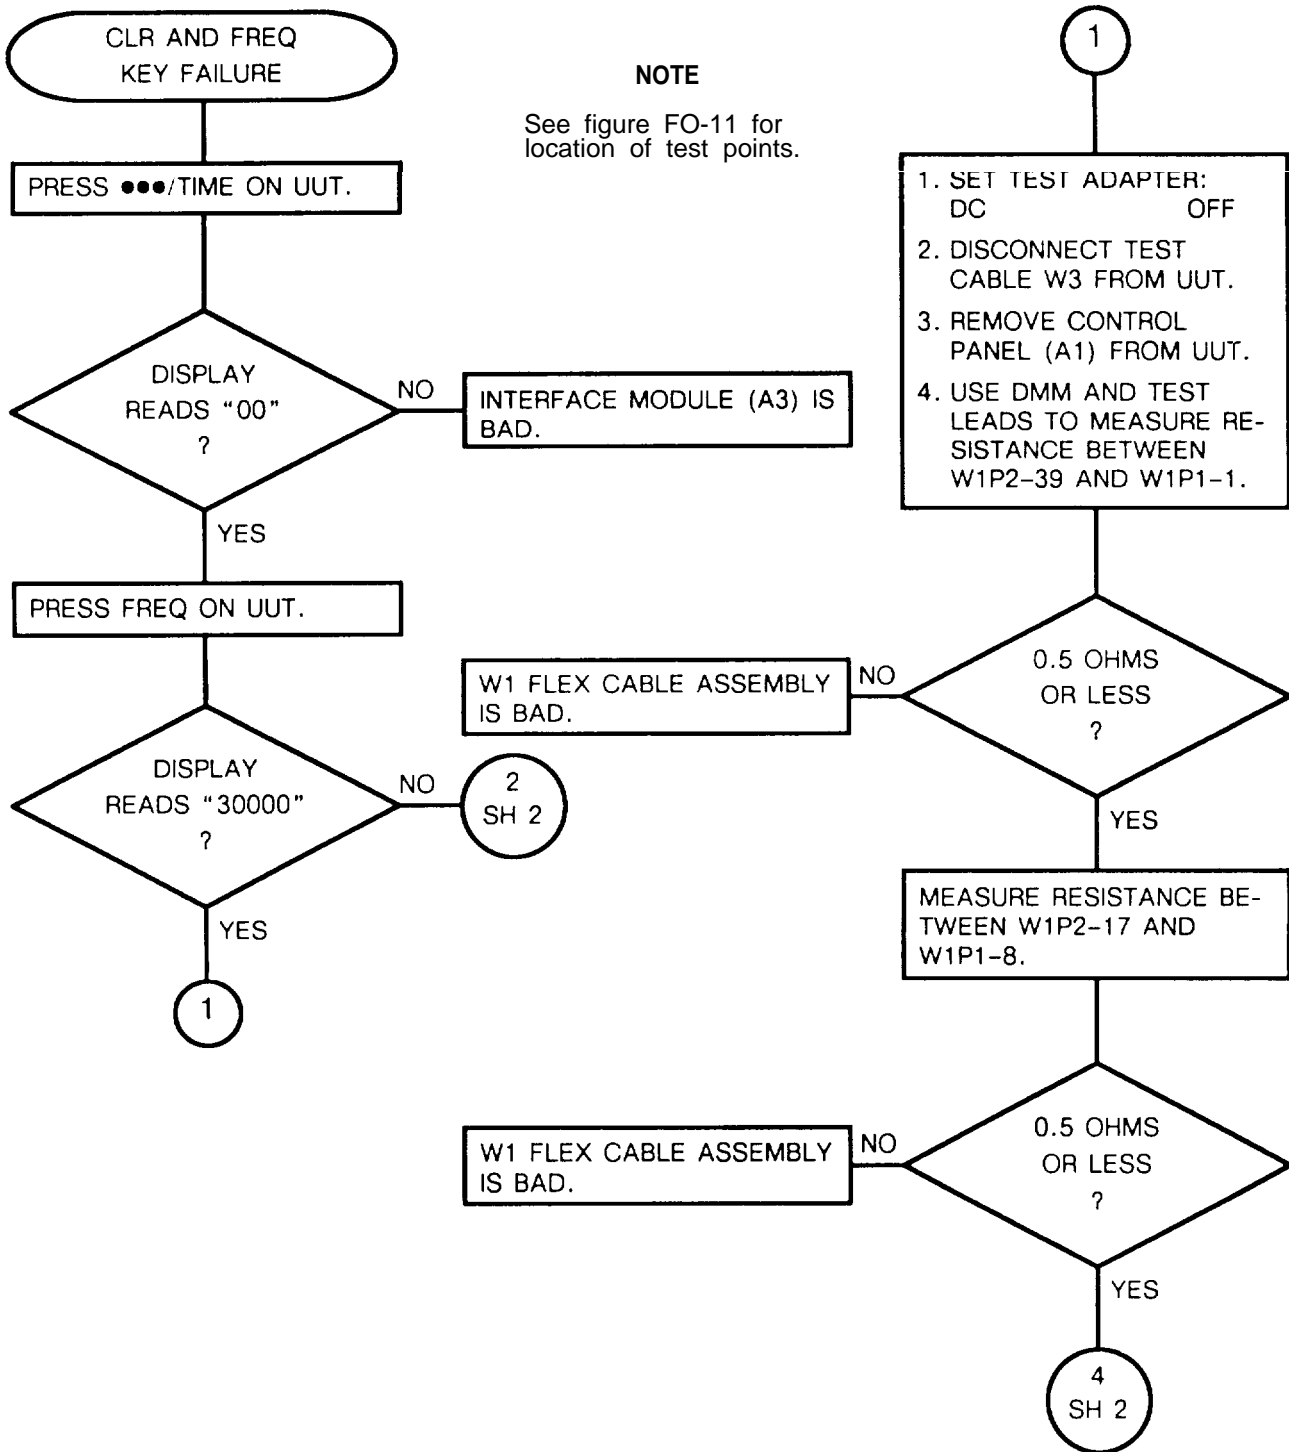 CLR AND FREQ
KEY FAILURE
NOTE
See figure FO-11 for
location of test points.
PRESS ●●●/TIME ON UUT.
DISPLAY
READS "00"
?
NO
INTERFACE MODULE (A3) IS
BAD.
YES
PRESS FREQ ON UUT.
DISPLAY
READS "30000"
?
NO
2
SH 2
YES
1
1
1. SET TEST ADAPTER:
DC OFF
2. DISCONNECT TEST
CABLE W3 FROM UUT.
3. REMOVE CONTROL
PANEL (A1) FROM UUT.
4. USE DMM AND TEST
LEADS TO MEASURE RE-
SISTANCE BETWEEN
W1P2-39 AND W1P1-1.
0.5 OHMS
OR LESS
?
NO
W1 FLEX CABLE ASSEMBLY
IS BAD.
YES
MEASURE RESISTANCE BE-
TWEEN W1P2-17 AND
W1P1-8.
0.5 OHMS
OR LESS
?
NO
W1 FLEX CABLE ASSEMBLY
IS BAD.
YES
4
SH 2